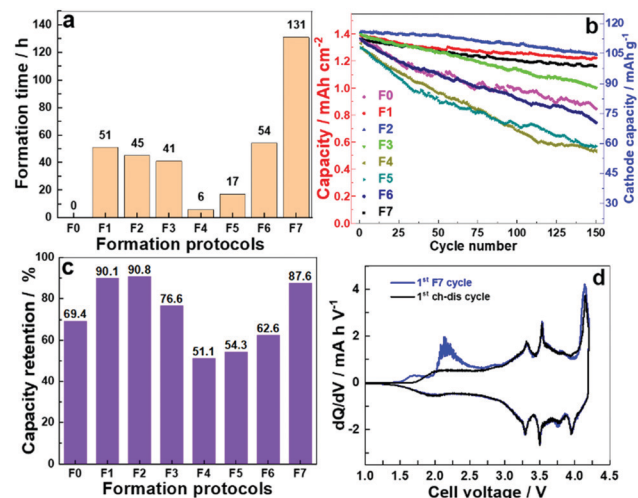 a
Formation time / h
140
120
100
80
60
40
20
0
0
51
45
41
6
17
54
131
F0 F1 F2 F3 F4 F5 F6 F7
Formation protocols
b
Capacity / mAh cm-2
1.4
1.2
1.0
0.8
0.6
0.4
0.2
0.0
F0
F1
F2
F3
F4
F5
F6
F7
0 25 50 75 100 125 150
Cycle number
115
105
90
75
60
45
30
15
0
Cathode capacity / mAh g-1
c
Capacity retention / %
100
80
60
40
20
0
69.4
90.1
90.8
76.6
51.1
54.3
62.6
87.6
F0 F1 F2 F3 F4 F5 F6 F7
Formation protocols
d
1st F7 cycle
1st ch-dis cycle
dQ/dV / mA h V-1
4
2
0
-2
1.0 1.5 2.0 2.5 3.0 3.5 4.0 4.5
Cell voltage / V